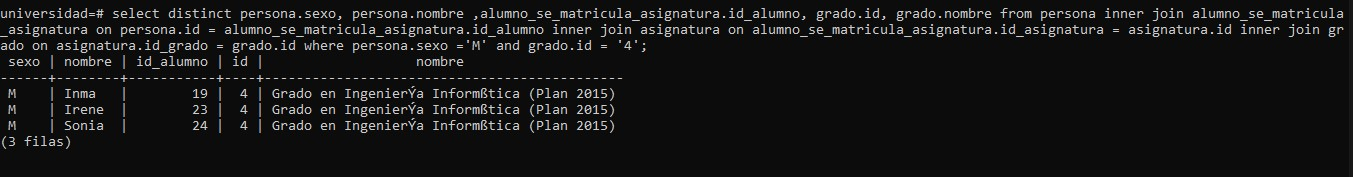 universidad=# select distinct persona.sexo, persona.nombre ,alumno_se_matricula_asignatura.id_alumno, grado.id, grado.nombre from persona inner join alumno_se_matricula
_asignatura on persona.id = alumno_se_matricula_asignatura.id_alumno inner join asignatura on alumno_se_matricula_asignatura.id_asignatura = asignatura.id inner join gr
ado on asignatura.id_grado = grado.id where persona.sexo ='M' and grado.id = '4';
 sexo | nombre | id_alumno | id |                   nombre
------+--------+-----------+----+---------------------------------------------
 M    | Inma   |        19 |  4 | Grado en IngenierÝa Informßtica (Plan 2015)
 M    | Irene  |        23 |  4 | Grado en IngenierÝa Informßtica (Plan 2015)
 M    | Sonia  |        24 |  4 | Grado en IngenierÝa Informßtica (Plan 2015)
(3 filas)